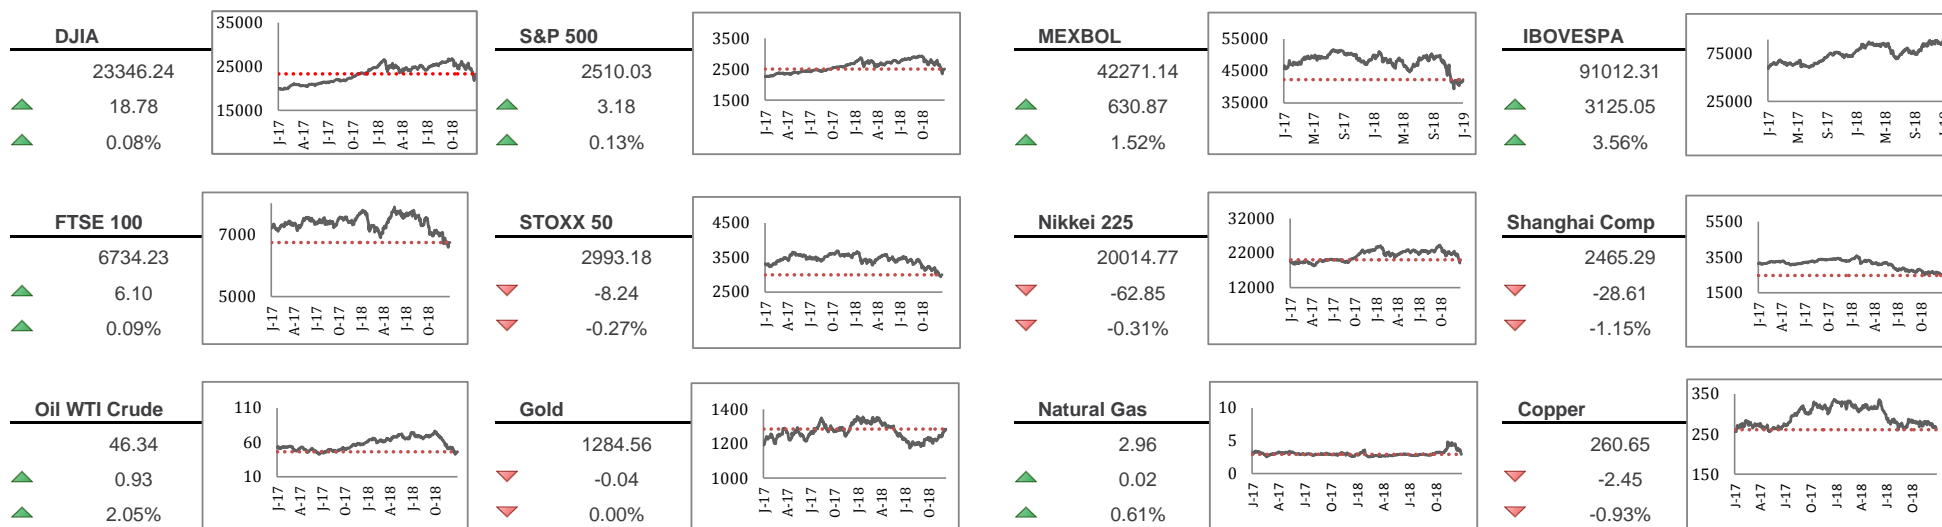 DJIA
23346.24
18.78
0.08%
35000
25000
15000
J-17
A-17
J-17
O-17
J-18
A-18
J-18
O-18
S&P 500
2510.03
3.18
0.13%
3500
2500
1500
J-17
A-17
J-17
O-17
J-18
A-18
J-18
O-18
MEXBOL
42271.14
630.87
1.52%
55000
45000
35000
J-17
M-17
S-17
J-18
M-18
S-18
J-19
IBOVESPA
91012.31
3125.05
3.56%
75000
25000
J-17
M-17
S-17
J-18
M-18
S-18
FTSE 100
6734.23
6.10
0.09%
7000
5000
J-17
A-17
J-17
O-17
J-18
A-18
J-18
O-18
STOXX 50
2993.18
-8.24
-0.27%
4500
3500
2500
J-17
A-17
J-17
O-17
J-18
A-18
J-18
O-18
Nikkei 225
20014.77
-62.85
-0.31%
32000
22000
12000
J-17
A-17
J-17
O-17
J-18
A-18
J-18
O-18
Shanghai Comp
2465.29
-28.61
-1.15%
5500
3500
1500
J-17
A-17
J-17
O-17
J-18
A-18
J-18
O-18
Oil WTI Crude
46.34
0.93
2.05%
110
60
10
J-17
A-17
J-17
O-17
J-18
A-18
J-18
O-18
Gold
1284.56
-0.04
0.00%
1400
1200
1000
J-17
A-17
J-17
O-17
J-18
A-18
J-18
O-18
Natural Gas
2.96
0.02
0.61%
10
5
0
J-17
A-17
J-17
O-17
J-18
A-18
J-18
O-18
Copper
260.65
-2.45
-0.93%
350
250
150
J-17
A-17
J-17
O-17
J-18
A-18
J-18
O-18